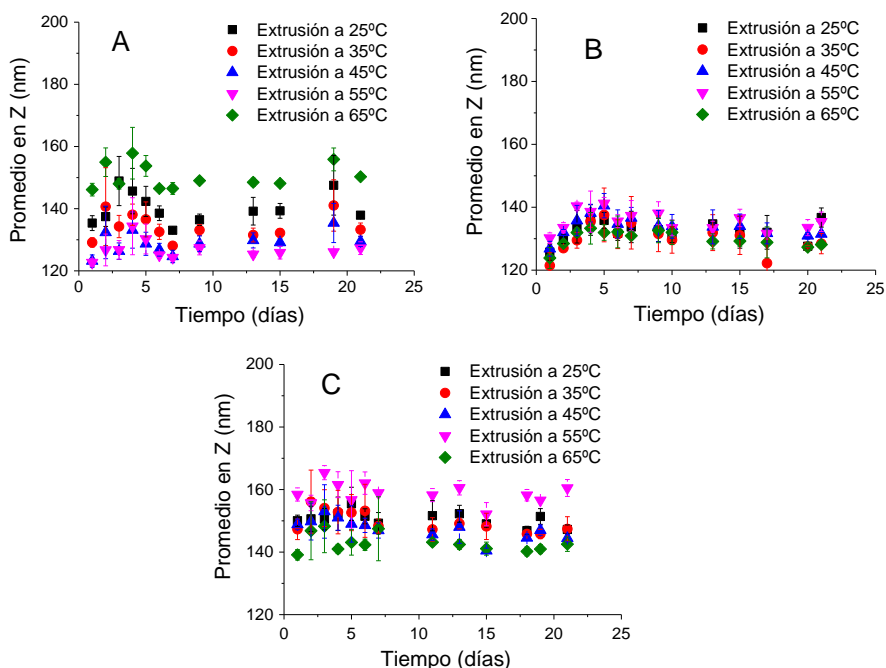 A
Extrusión a 25ºC
Extrusión a 35ºC
Extrusión a 45ºC
Extrusión a 55ºC
Extrusión a 65ºC
200
180
160
140
120
0 5 10 15 20 25
Promedio en Z (nm)
Tiempo (días)
B
Extrusión a 25ºC
Extrusión a 35ºC
Extrusión a 45ºC
Extrusión a 55ºC
Extrusión a 65ºC
200
180
160
140
120
0 5 10 15 20 25
Promedio en Z (nm)
Tiempo (días)
C
Extrusión a 25ºC
Extrusión a 35ºC
Extrusión a 45ºC
Extrusión a 55ºC
Extrusión a 65ºC
200
180
160
140
120
0 5 10 15 20 25
Promedio en Z (nm)
Tiempo (días)